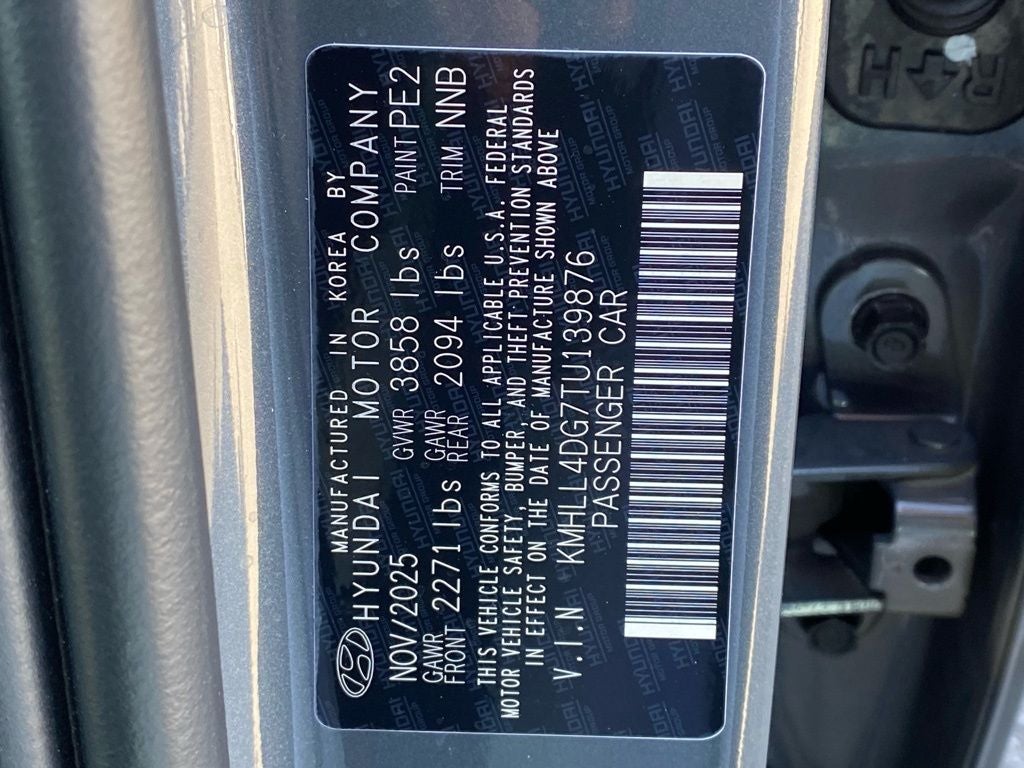 MANUFACTURED IN KOREA BY
HYUNDAI MOTOR COMPANY
NOV/2025 GVWR 3858 lbs PAINT PE2
GAWR FRONT 2271 lbs GAWR REAR 2094 lbs TRIM NNB
THIS VEHICLE CONFORMS TO ALL APPLICABLE U.S.A. FEDERAL
MOTOR VEHICLE SAFETY, BUMPER, AND THEFT PREVENTION STANDARDS
IN EFFECT ON THE DATE OF MANUFACTURE SHOWN ABOVE
V.I.N KMHLL4DG7TU139876
PASSENGER CAR
R H